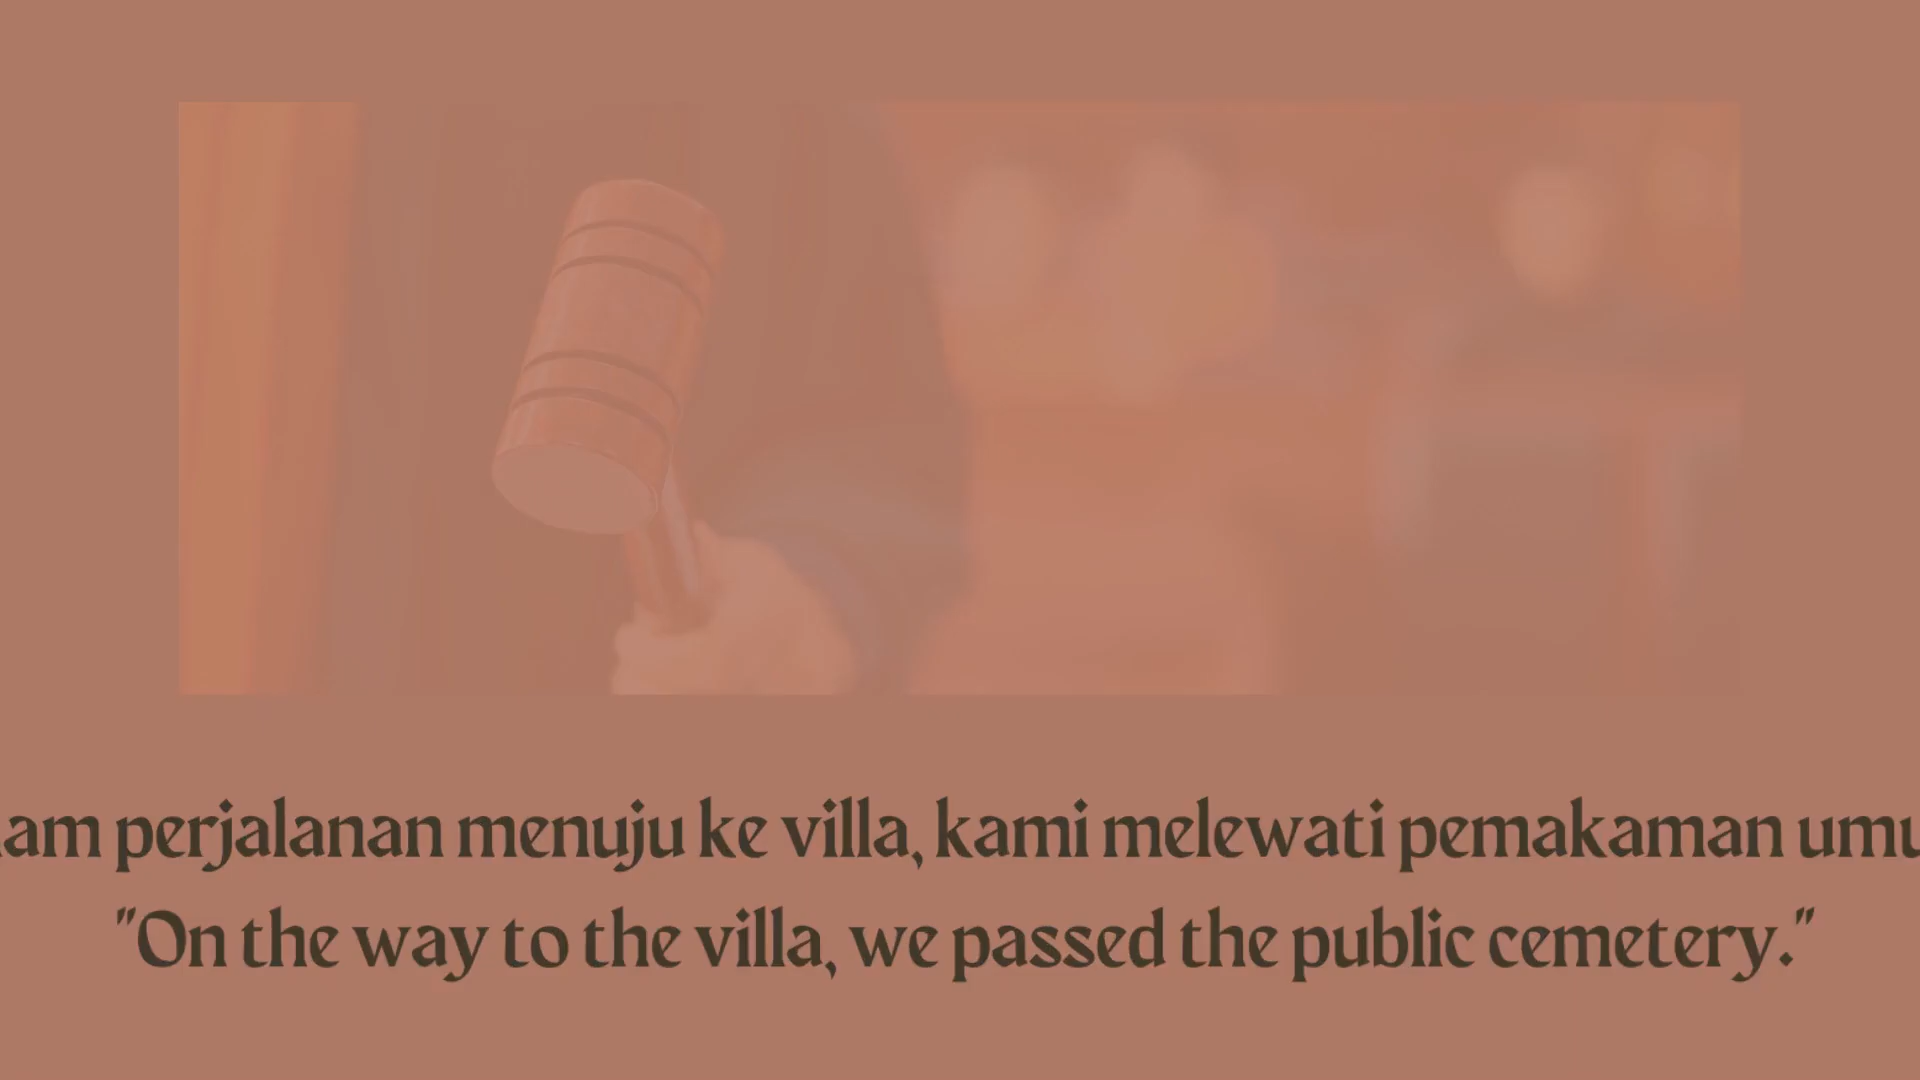 am perjalanan menuju ke villa, kami melewati pemakaman umu
"On the way to the villa, we passed the public cemetery."